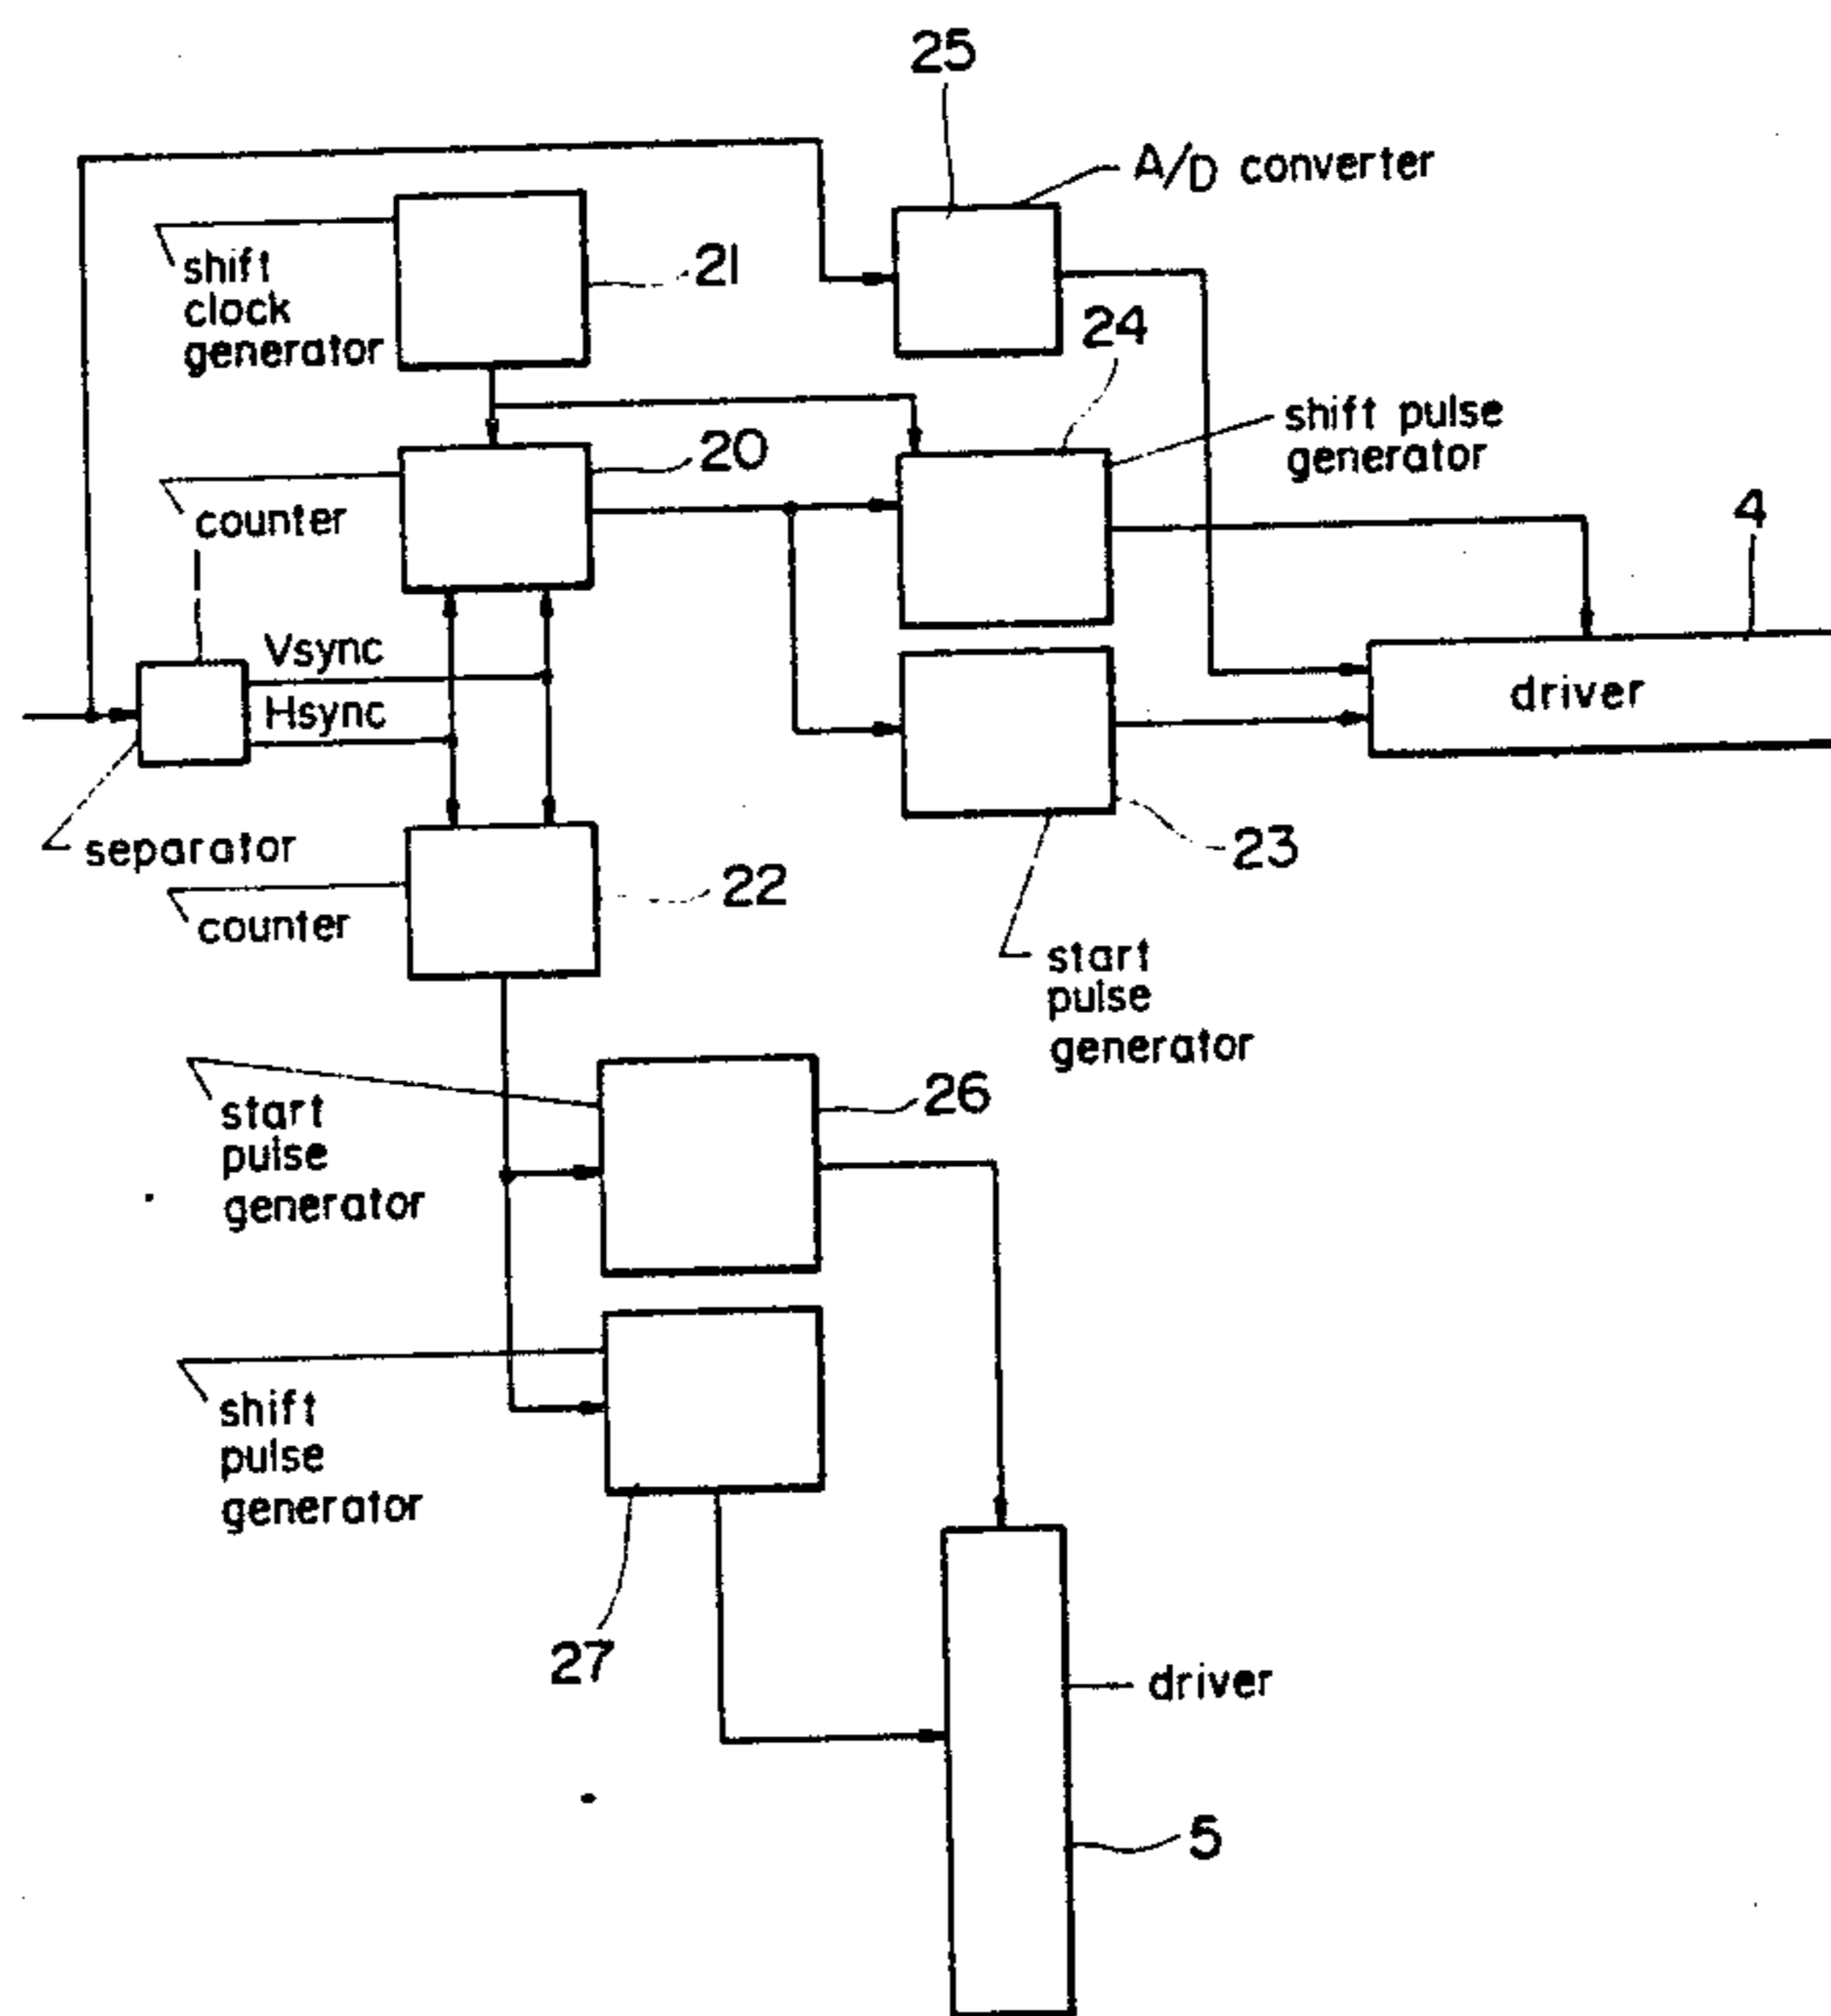 25
A/D converter
shift
clock
generator
21
24
shift pulse
generator
20
counter
4
Vsync
Hsync
driver
separator
22
counter
23
start
pulse
generator
start
pulse
generator
26
shift
pulse
generator
27
driver
5